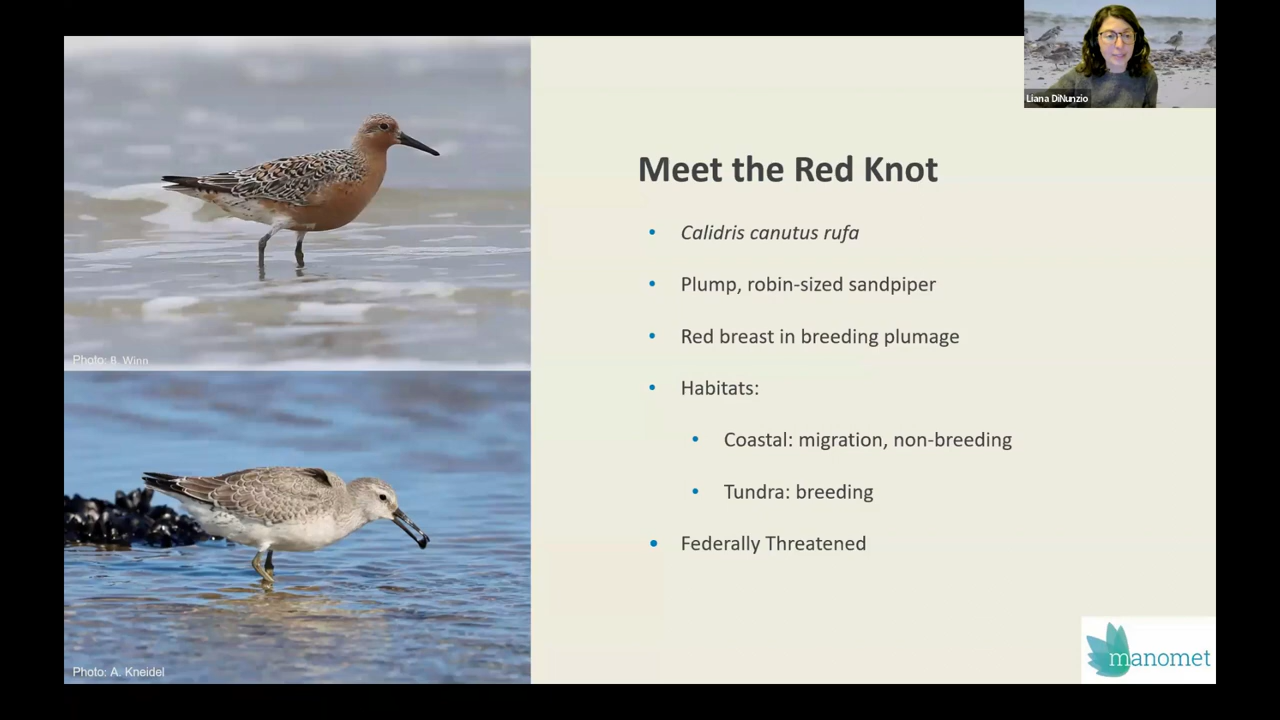 Liana DiNunzio
Meet the Red Knot
• Calidris canutus rufa
• Plump, robin-sized sandpiper
• Red breast in breeding plumage
• Habitats:
• Coastal: migration, non-breeding
• Tundra: breeding
• Federally Threatened
Photo: B. Winn
Photo: A. Kneidel
manomet